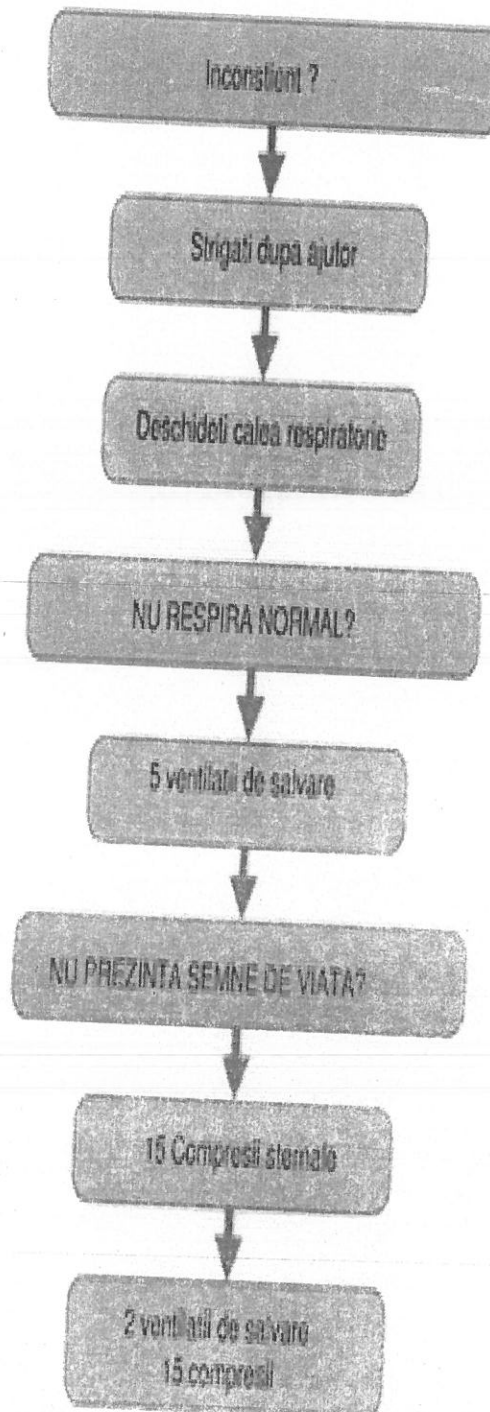 Inconstient ?
Strigati după ajutor
Deschideti calea respiratorie
NU RESPIRA NORMAL?
5 ventilatii de salvare
NU PREZINTA SEMNE DE VIATA?
15 Compresii sternale
2 ventilatii de salvare
15 compresii